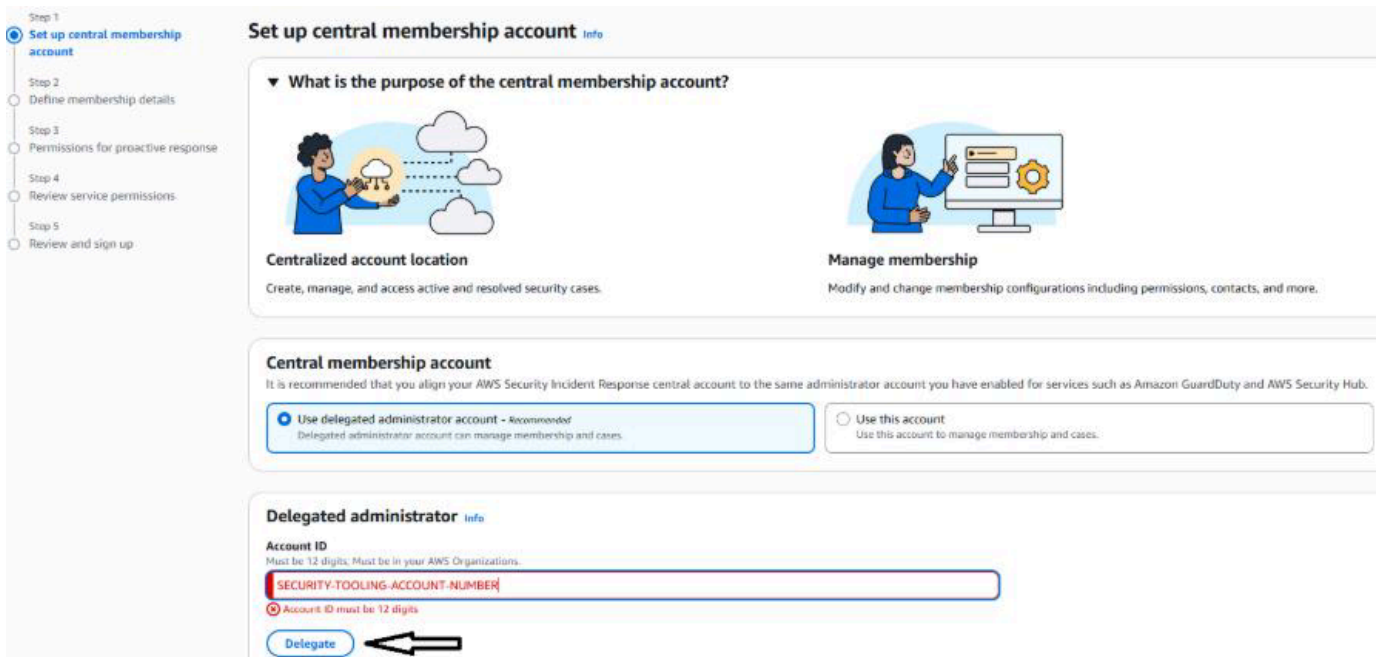 Step 1
Set up central membership
account
Step 2
Define membership details
Step 3
Permissions for proactive response
Step 4
Review service permissions
Step 5
Review and sign up
Set up central membership account Info
What is the purpose of the central membership account?
Centralized account location
Create, manage, and access active and resolved security cases.
Manage membership
Modify and change membership configurations including permissions, contacts, and more.
Central membership account
It is recommended that you align your AWS Security Incident Response central account to the same administrator account you have enabled for services such as Amazon GuardDuty and AWS Security Hub.
Use delegated administrator account - Recommended
Delegated administrator account can manage membership and cases.
Use this account
Use this account to manage membership and cases.
Delegated administrator Info
Account ID
Must be 12 digits; Must be in your AWS Organizations.
SECURITY-TOOLING-ACCOUNT-NUMBER
Account ID must be 12 digits
Delegate